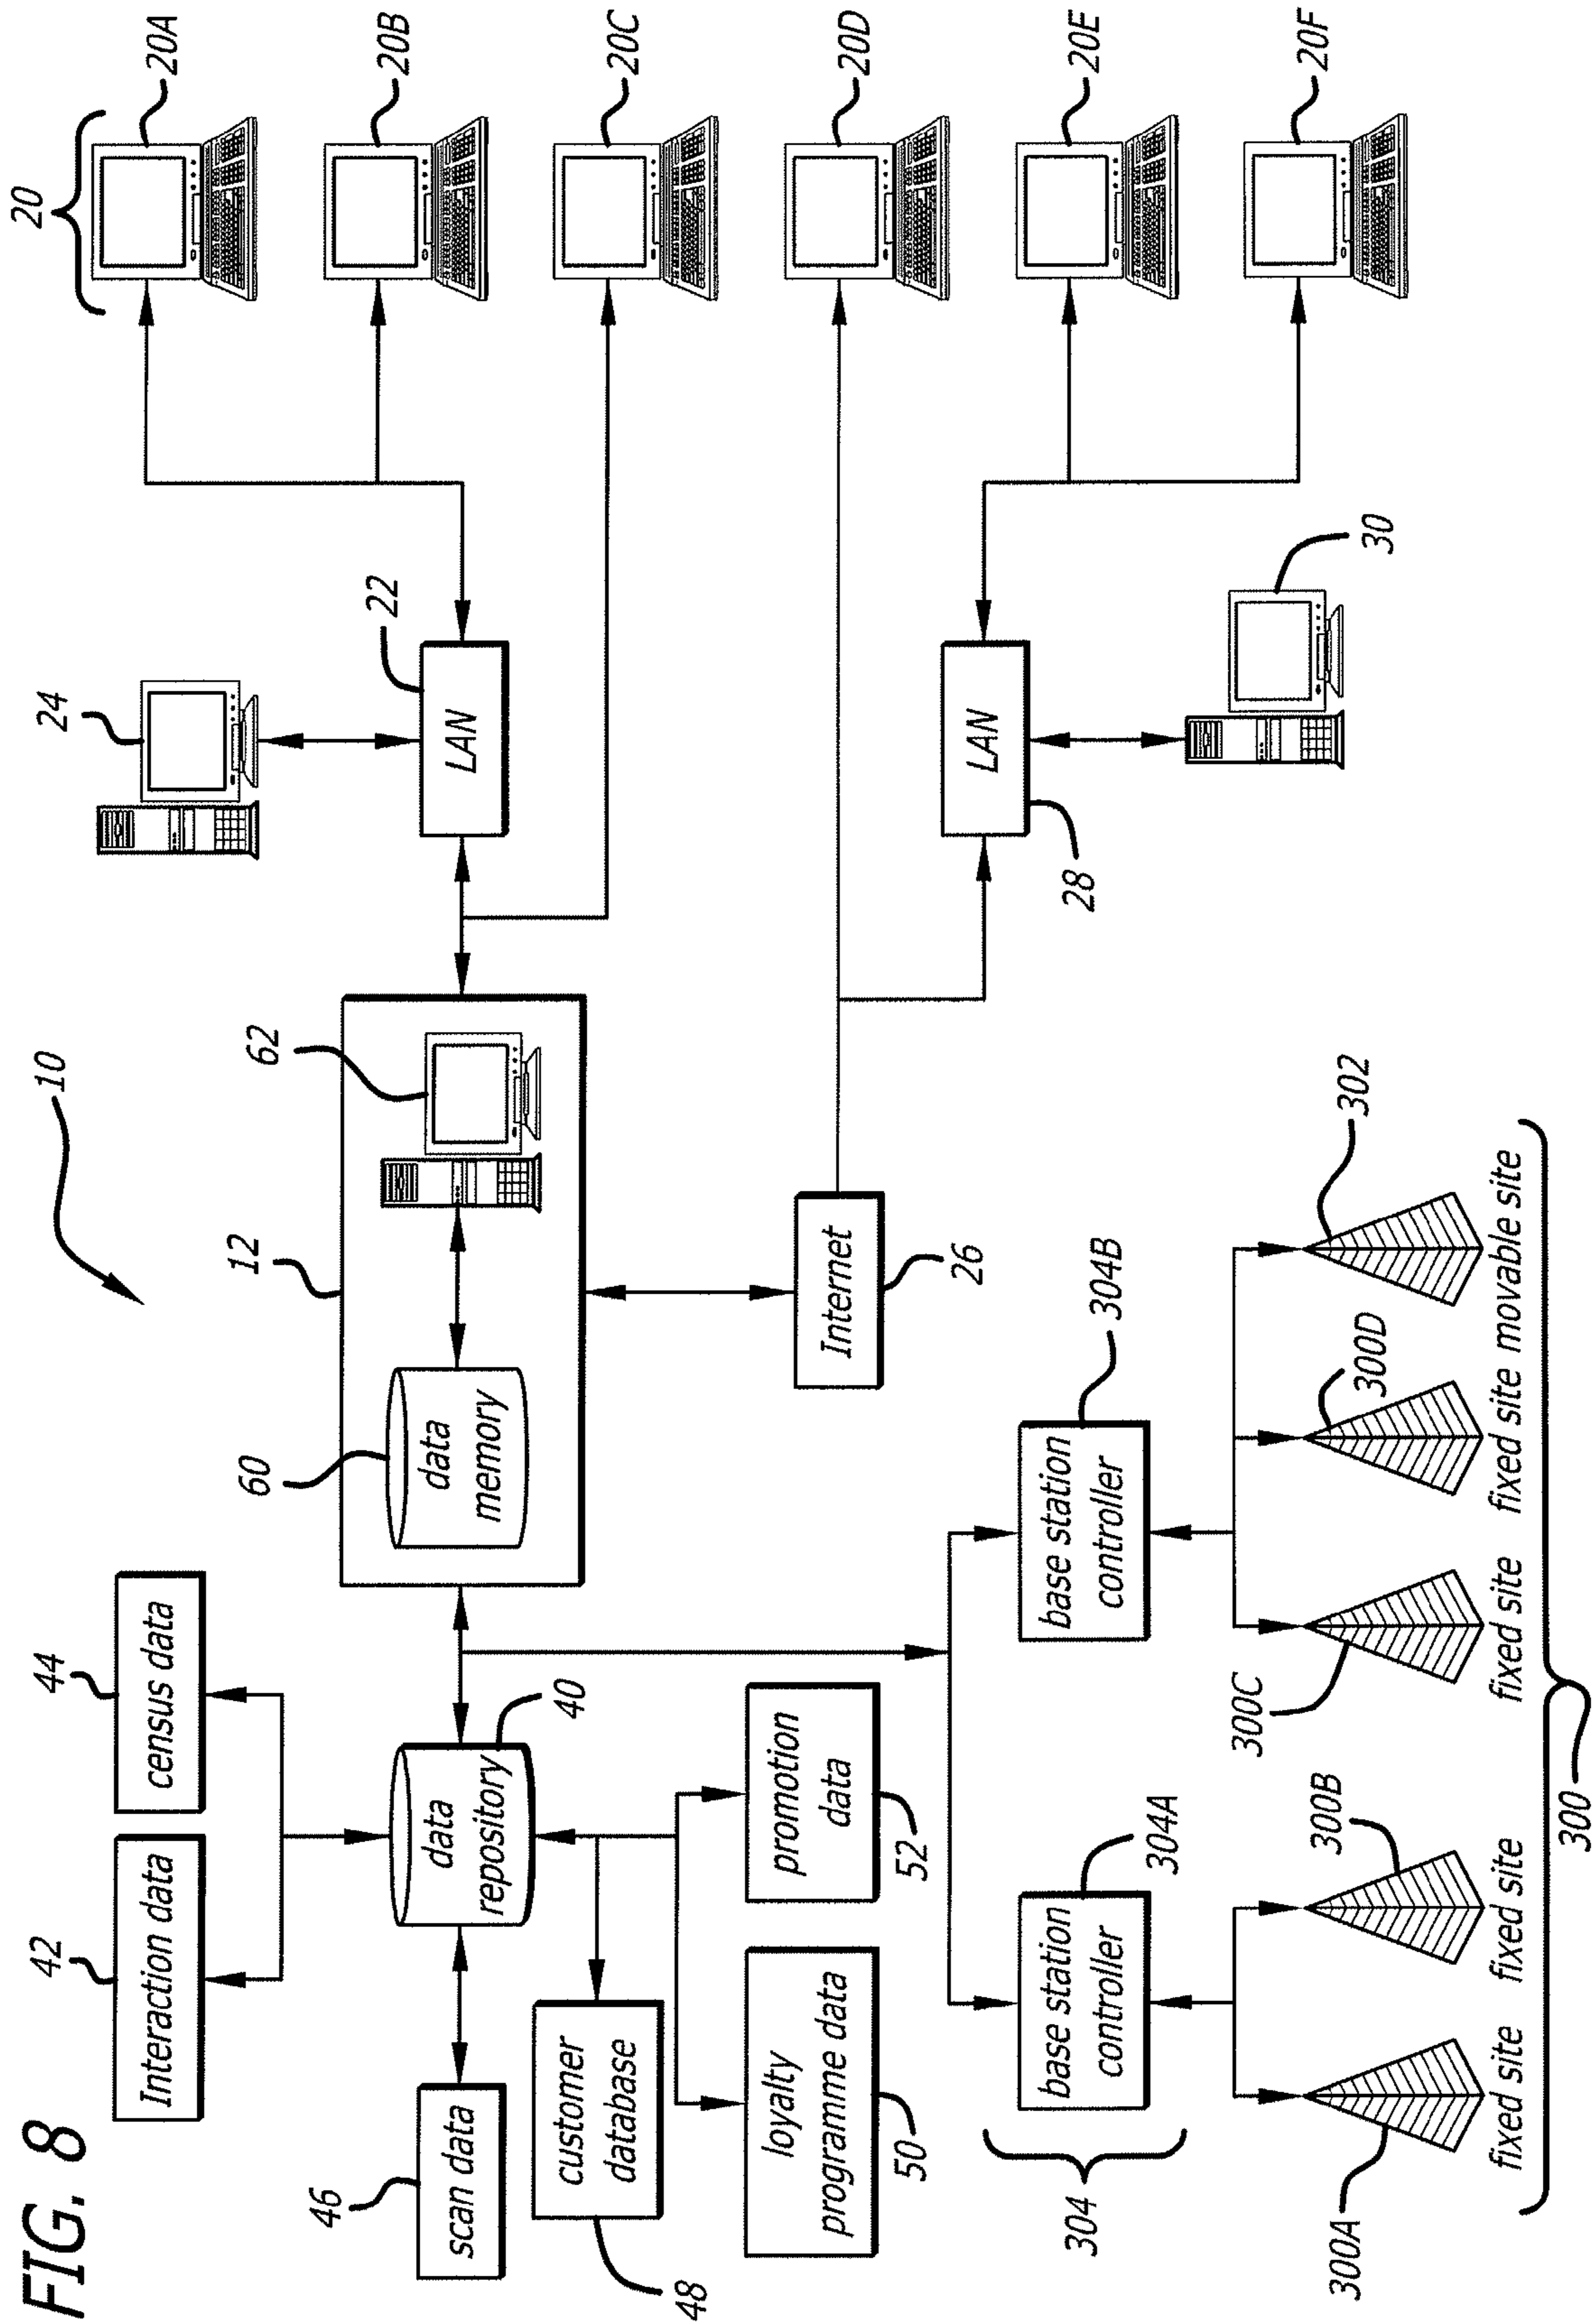 FIG. 8
10
20
20A
20B
20C
20D
20E
20F
24
22
LAN
30
LAN
28
12
62
60
data
memory
Internet
26
42
Interaction data
44
census data
46
scan data
data
repository
40
customer
database
48
loyalty
programme data
50
promotion
data
52
304
base station
controller
304A
base station
controller
304B
300A
300B
300C
300D
302
fixed site
fixed site
fixed site
fixed site
movable site
300